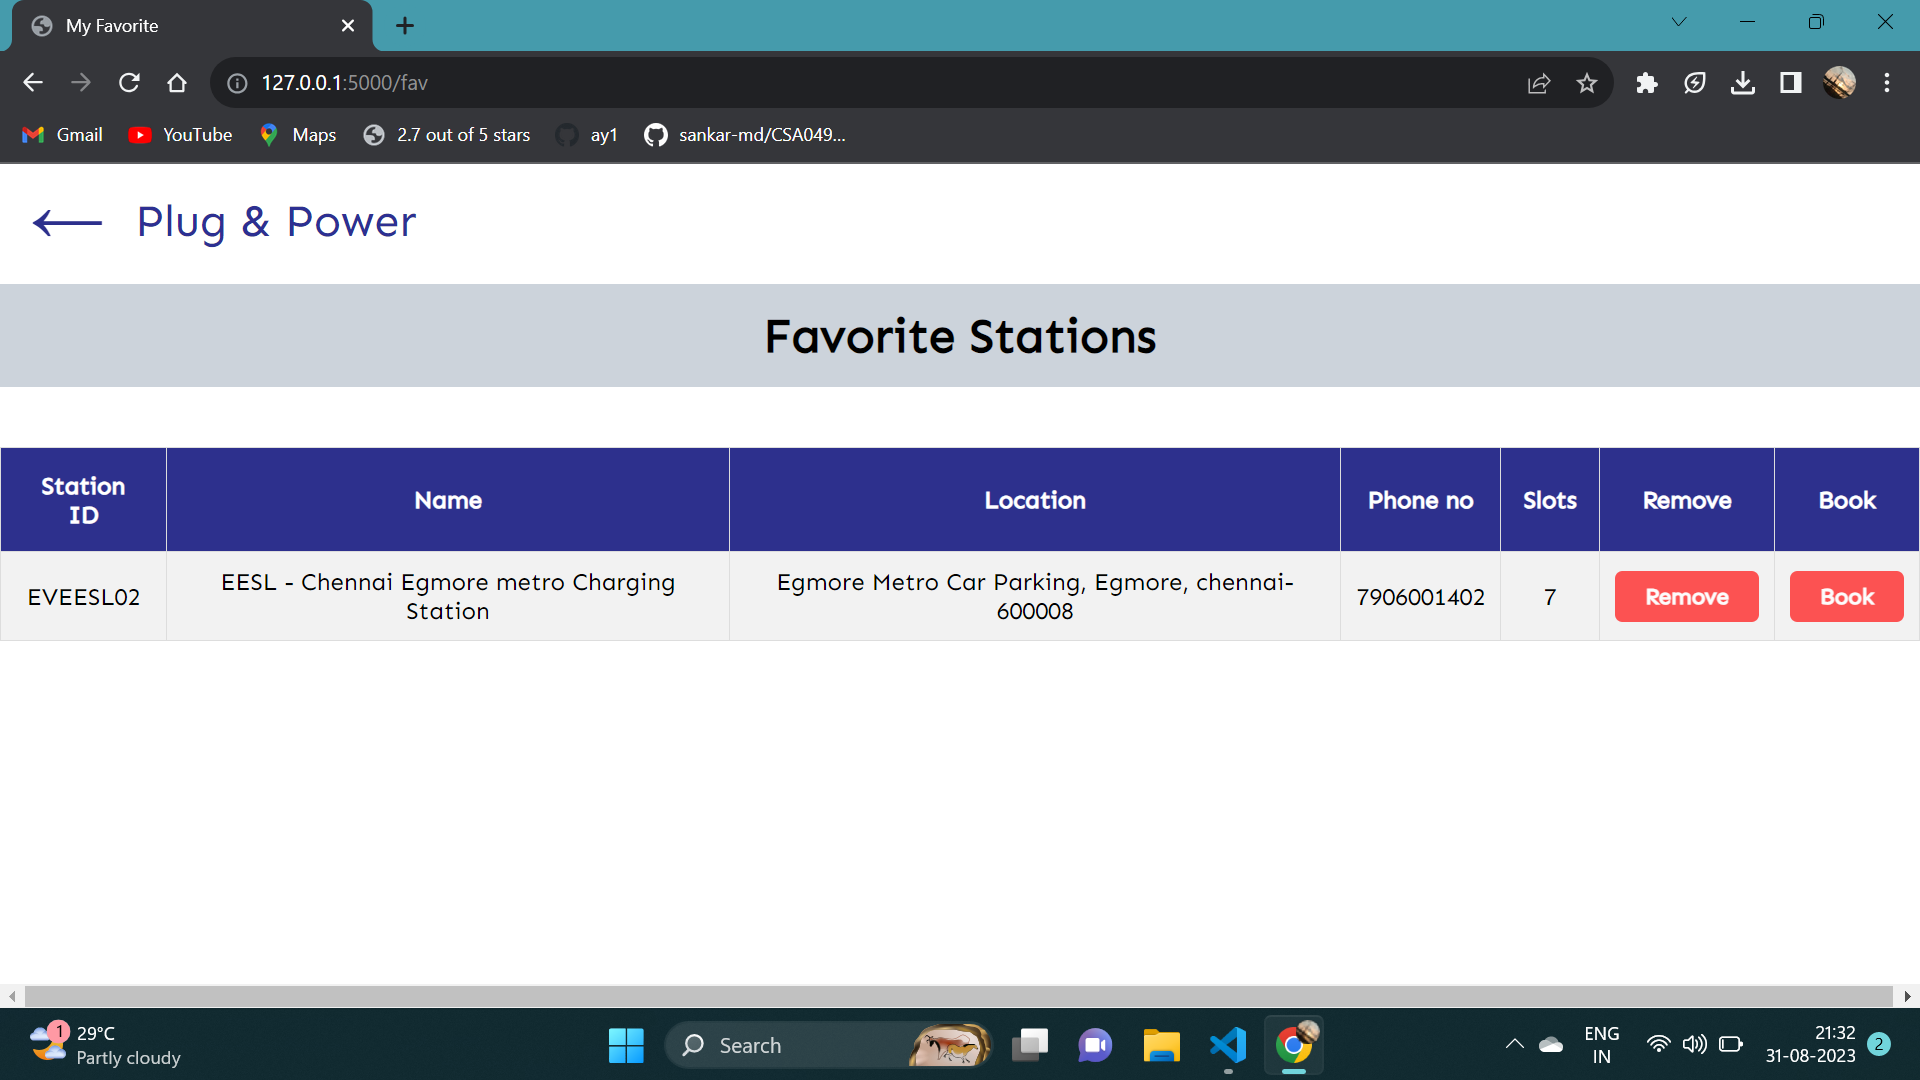 My Favorite
127.0.0.1:5000/fav
Gmail YouTube Maps 2.7 out of 5 stars ay1 sankar-md/CSA049...
Plug & Power
Favorite Stations
Station ID Name Location Phone no Slots Remove Book
EVEESL02 EESL - Chennai Egmore metro Charging Station Egmore Metro Car Parking, Egmore, chennai-600008 7906001402 7 Remove Book
1
29°C
Partly cloudy
Search
ENG
IN
21:32
31-08-2023
2